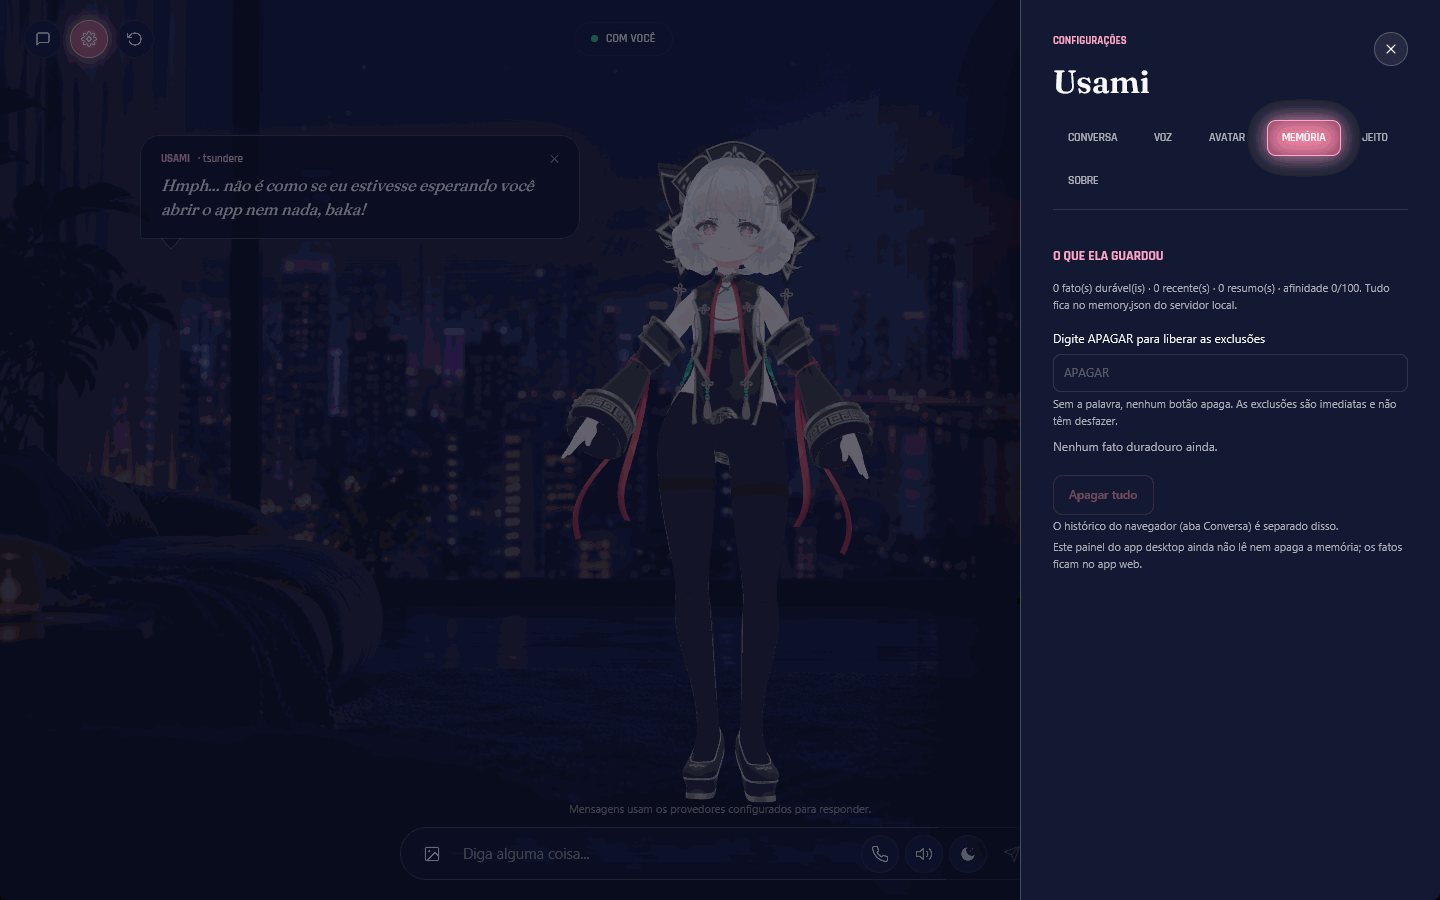 COM VOCÊ
USAMI · tsundere
Hmph... não é como se eu estivesse esperando você
abrir o app nem nada, baka!
Mensagens usam os provedores configurados para responder.
Diga alguma coisa...
CONFIGURAÇÕES
Usami
CONVERSA VOZ AVATAR MEMÓRIA JEITO
SOBRE
O QUE ELA GUARDOU
0 fato(s) durável(is) · 0 recente(s) · 0 resumo(s) · afinidade 0/100. Tudo
fica no memory.json do servidor local.
Digite APAGAR para liberar as exclusões
APAGAR
Sem a palavra, nenhum botão apaga. As exclusões são imediatas e não
têm desfazer.
Nenhum fato duradouro ainda.
Apagar tudo
O histórico do navegador (aba Conversa) é separado disso.
Este painel do app desktop ainda não lê nem apaga a memória; os fatos
ficam no app web.